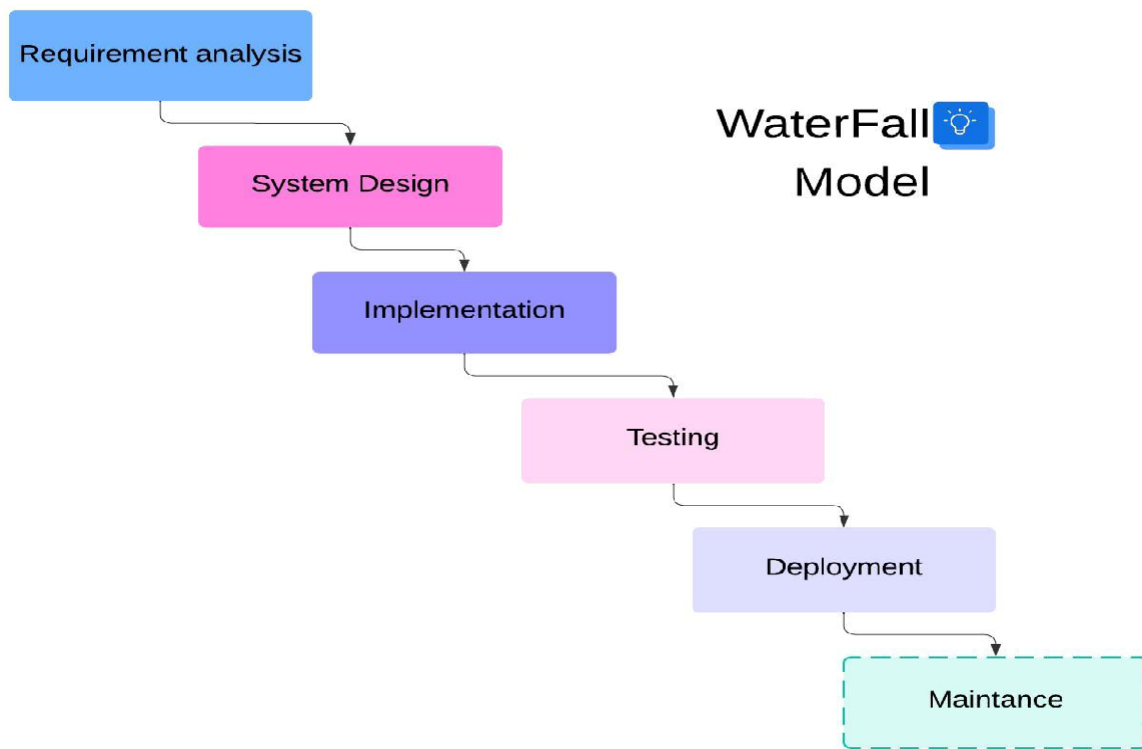 Requirement analysis
WaterFall
Model
System Design
Implementation
Testing
Deployment
Maintance